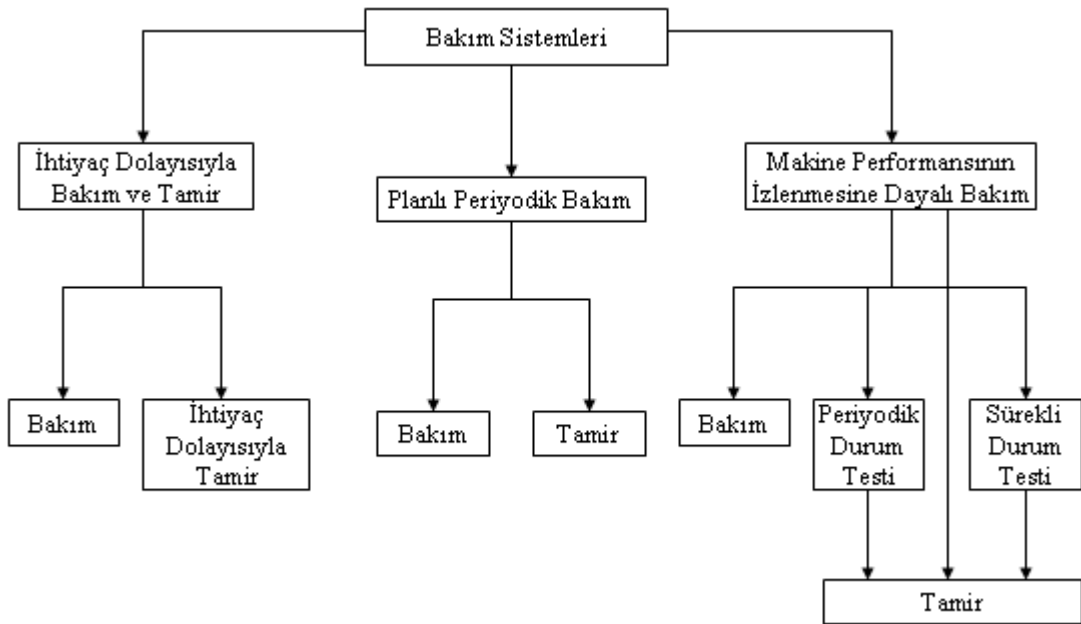 Bakım Sistemleri
İhtiyaç Dolayısıyla
Bakım ve Tamir
Planlı Periyodik Bakım
Makine Performansının
İzlenmesine Dayalı Bakım
Bakım
İhtiyaç
Dolayısıyla
Tamir
Bakım
Tamir
Bakım
Periyodik
Durum
Testi
Sürekli
Durum
Testi
Tamir